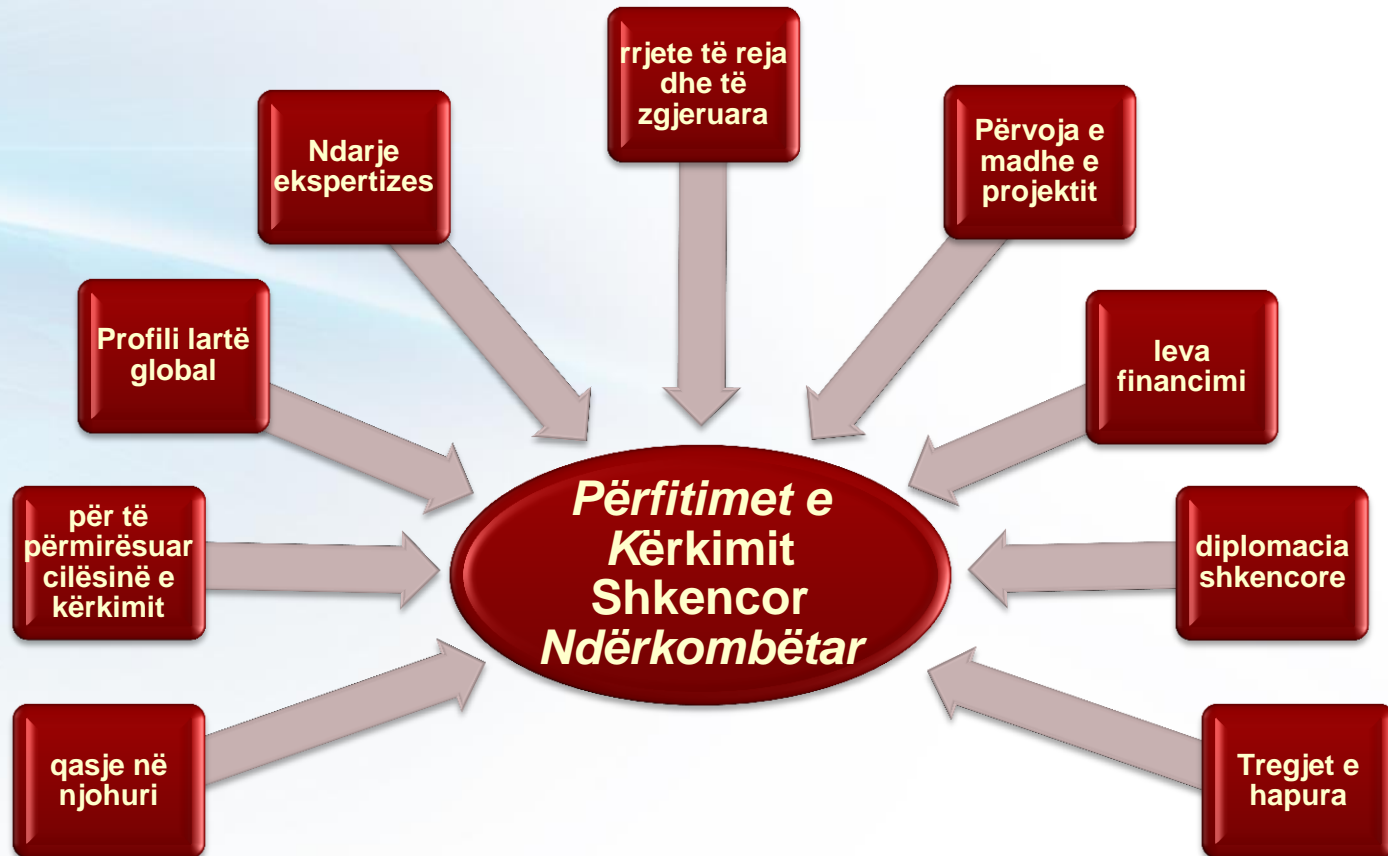 rrjete të reja
dhe të
zgjeruara
Ndarje
ekspertizes
Përvoja e
madhe e
projektit
Profili lartë
global
leva
financimi
për të
përmirësuar
cilësinë e
kërkimit
Përfitimet e
Kërkimit
Shkencor
Ndërkombëtar
diplomacia
shkencore
qasje në
njohuri
Tregjet e
hapura